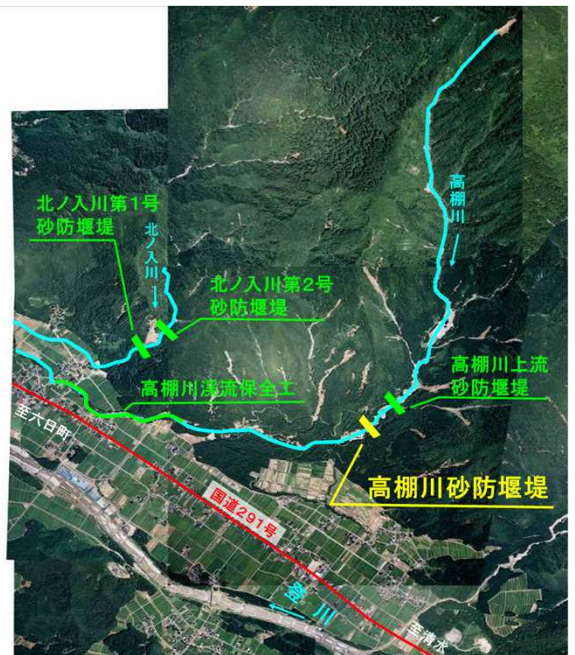 北ノ入川第1号
砂防堰堤
北ノ入川
高棚川
北ノ入川第2号
砂防堰堤
高棚川上流
砂防堰堤
高棚川渓流保全工
高棚川砂防堰堤
至六日町
国道291号
登川
至清水